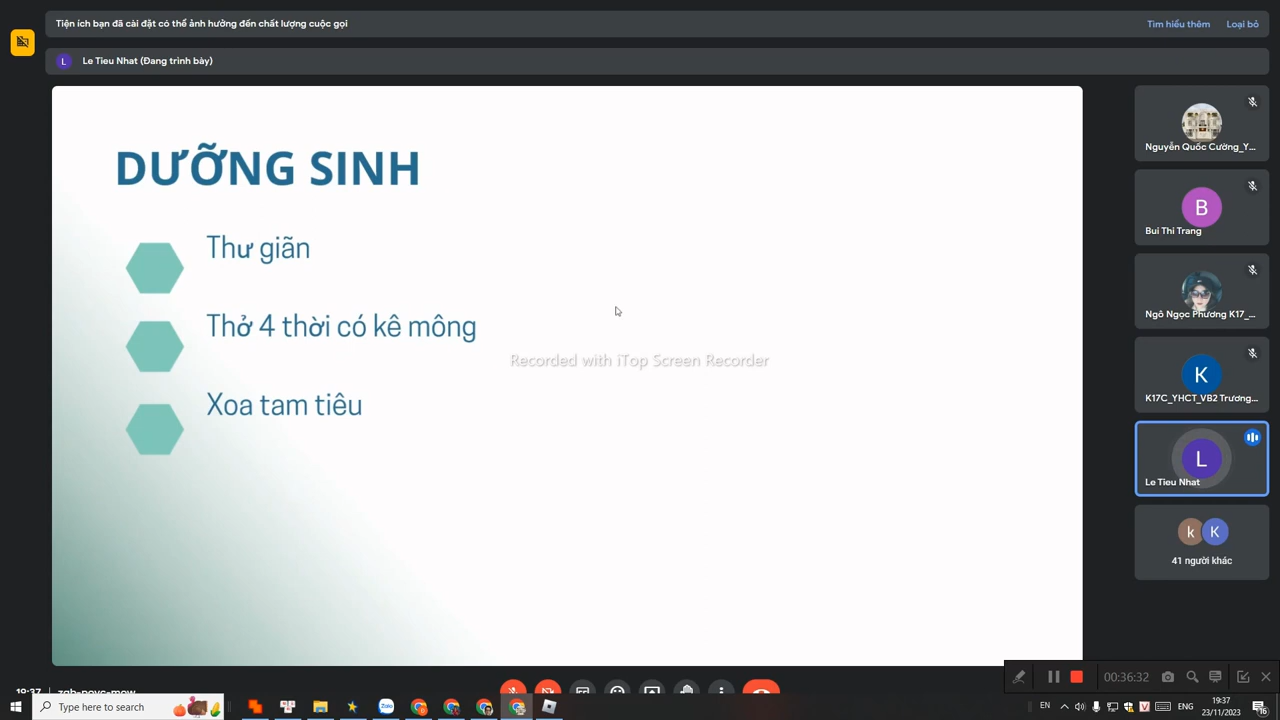 Tiện ích bạn đã cài đặt có thể ảnh hưởng đến chất lượng cuộc gọi
Tìm hiểu thêm
Loại bỏ
L
Le Tieu Nhat (Đang trình bày)
DƯỠNG SINH
Thư giãn
Thở 4 thời có kê mông
Xoa tam tiêu
Recorded with iTop Screen Recorder
Nguyễn Quốc Cường_Y...
B
Bui Thi Trang
Ngô Ngọc Phương K17_...
K
K17C_YHCT_VB2 Trương...
L
Le Tieu Nhat
k K
41 người khác
00:36:32
Type here to search
Zalo
EN
ENG
19:37
23/11/2023